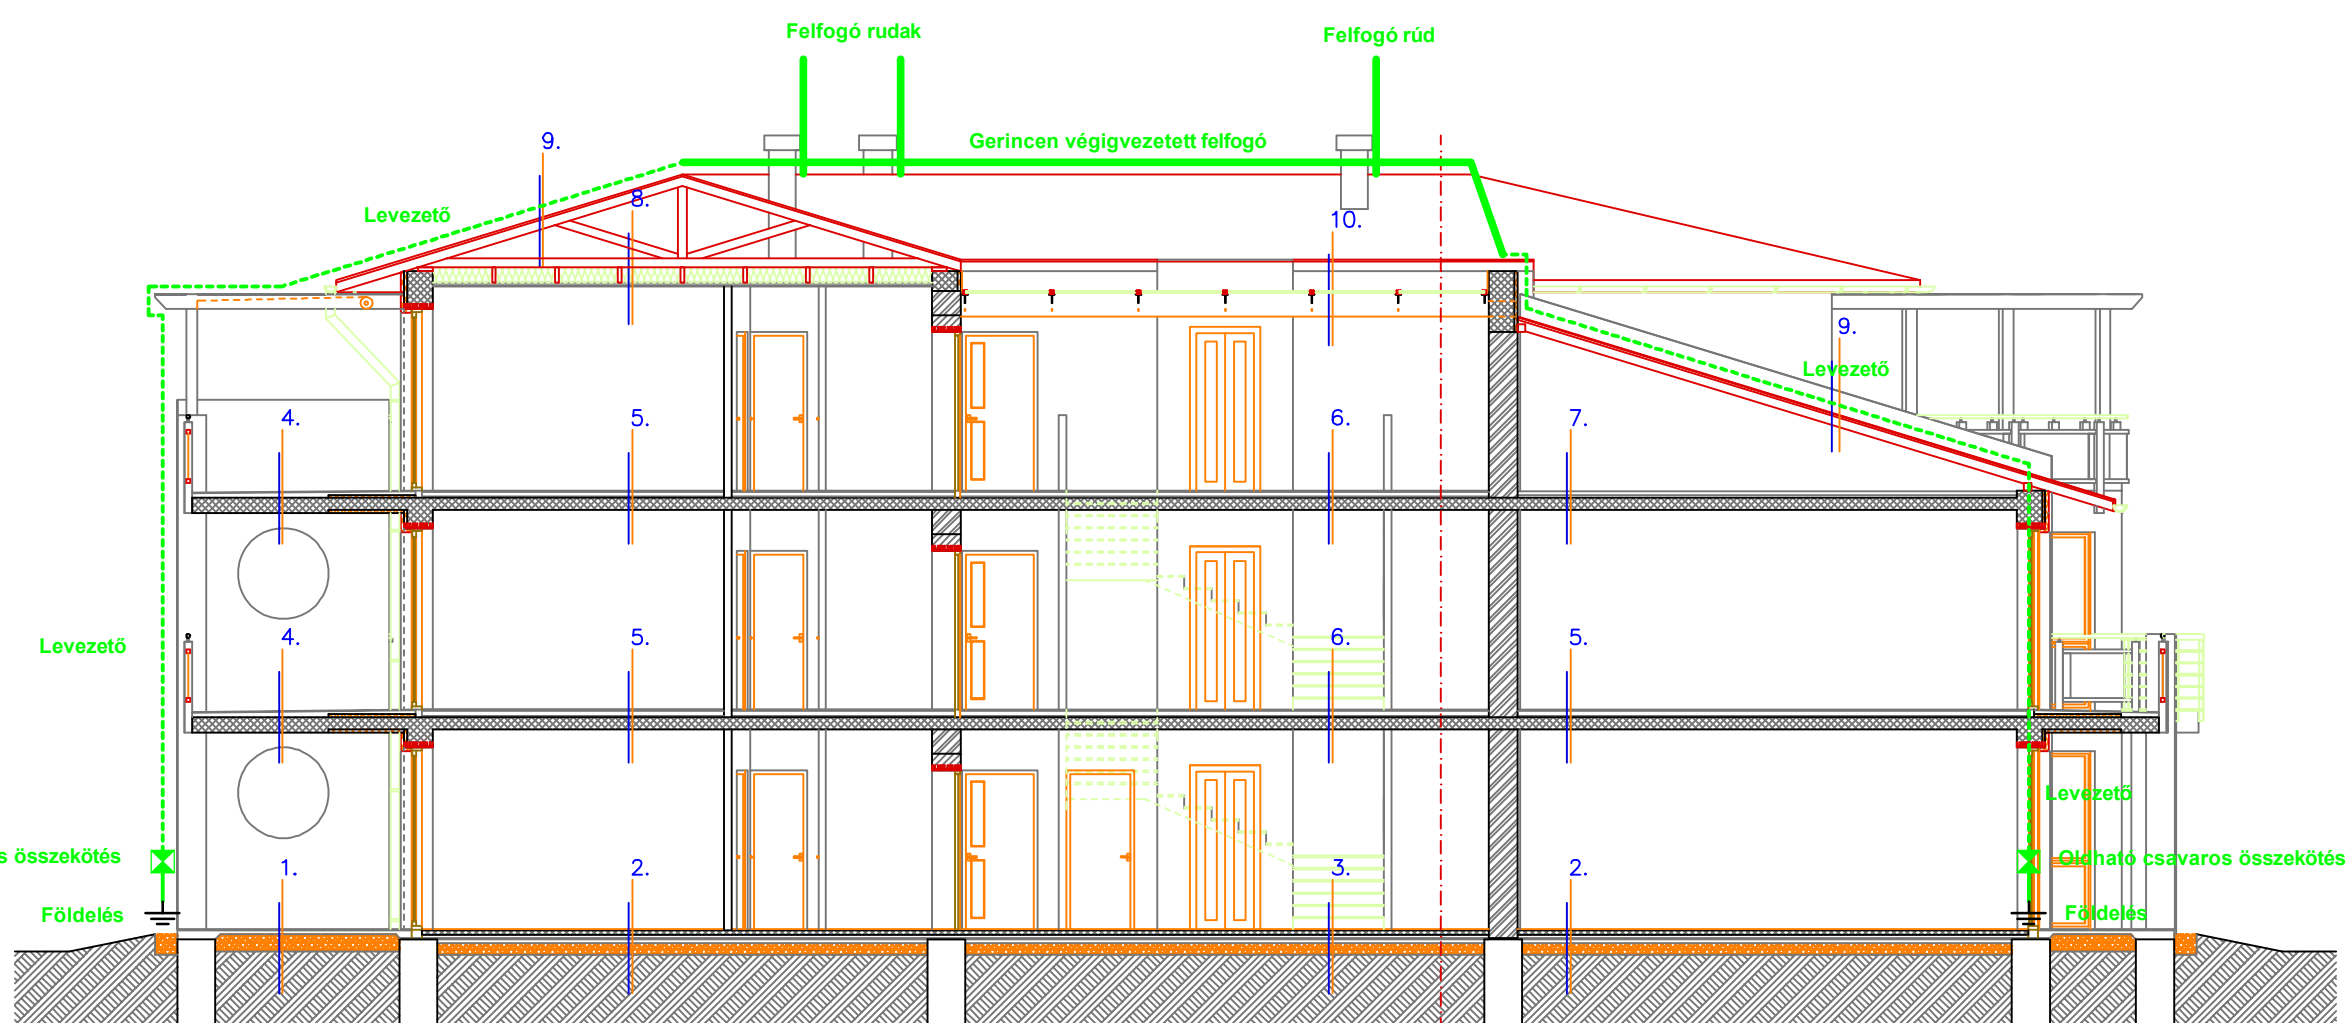 Felfogó rudak
Felfogó rúd
Gerincen végigvezetett felfogó
9.
8.
Levezető
10.
9.
Levezető
4.
5.
6.
7.
4.
5.
6.
5.
Levezető
Levezető
s összekötés
1.
2.
3.
2.
Oldható csavaros összekötés
Földelés
Földelés